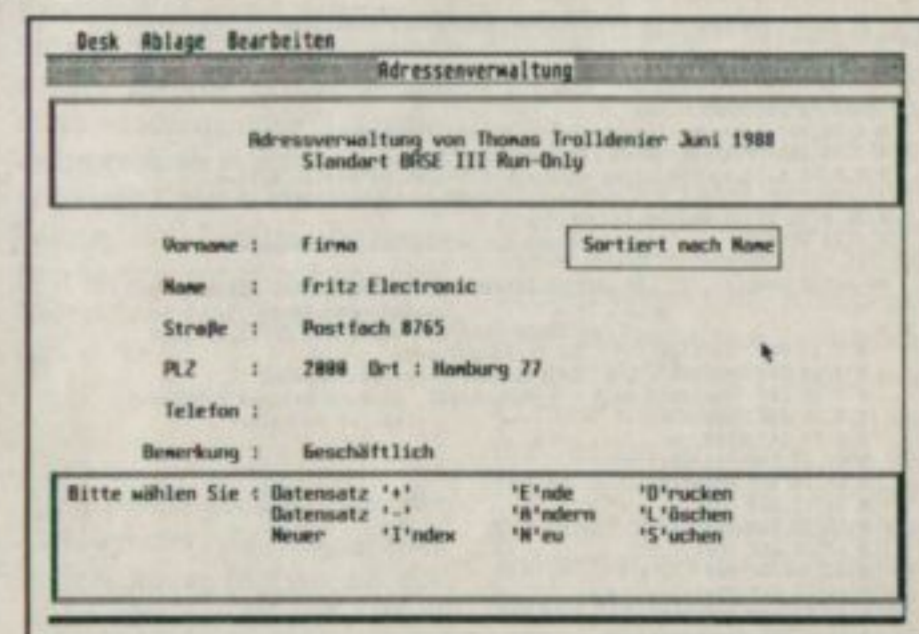 Desk Ablage Bearbeiten
Adressenverwaltung
Adressverwaltung von Thomas Trolldenier Juni 1988
Standart BASE III Run-Only
Vorname : Firma Sortiert nach Name
Name : Fritz Electronic
Straße : Postfach 8765
PLZ : 2000 Ort : Hamburg 77
Telefon :
Bemerkung : Geschäftlich
Bitte wählen Sie : Datensatz '+' 'E'nde 'D'rucken
Datensatz '-' 'A'ndern 'L'öschen
Neuer 'I'ndex 'N'eu 'S'uchen